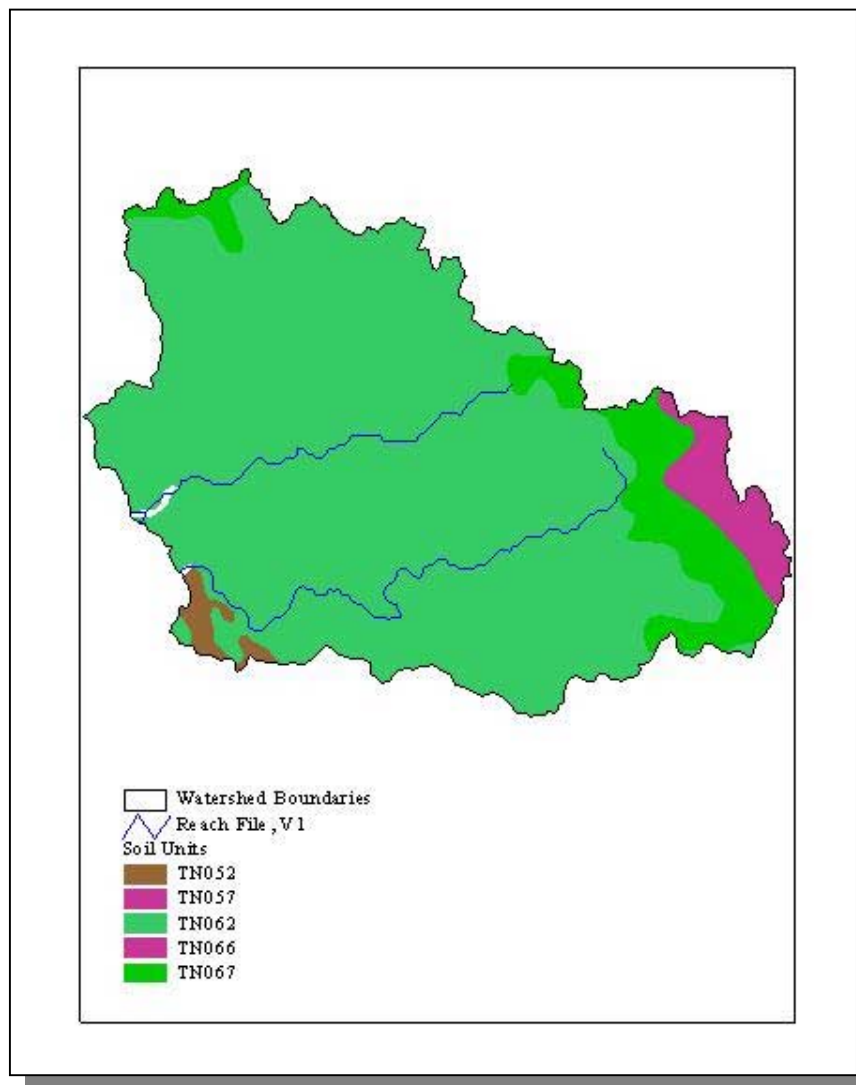 Watershed Boundaries
Reach File, V1
Soil Units
TN052
TN057
TN062
TN066
TN067